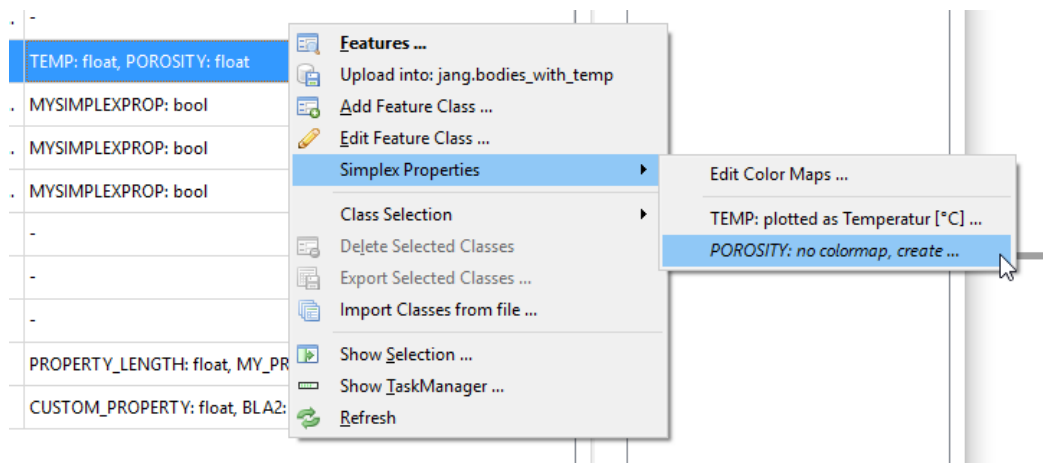 . -
TEMP: float, POROSITY: float
. MYSIMPLEXPROP: bool
. MYSIMPLEXPROP: bool
. MYSIMPLEXPROP: bool
-
-
-
PROPERTY_LENGTH: float, MY_PR
CUSTOM_PROPERTY: float, BLA2:
Features ...
Upload into: jang.bodies_with_temp
Add Feature Class ...
Edit Feature Class ...
Simplex Properties
Class Selection
Delete Selected Classes
Export Selected Classes ...
Import Classes from file ...
Show Selection ...
Show TaskManager ...
Refresh
Edit Color Maps ...
TEMP: plotted as Temperatur [°C] ...
POROSITY: no colormap, create ...